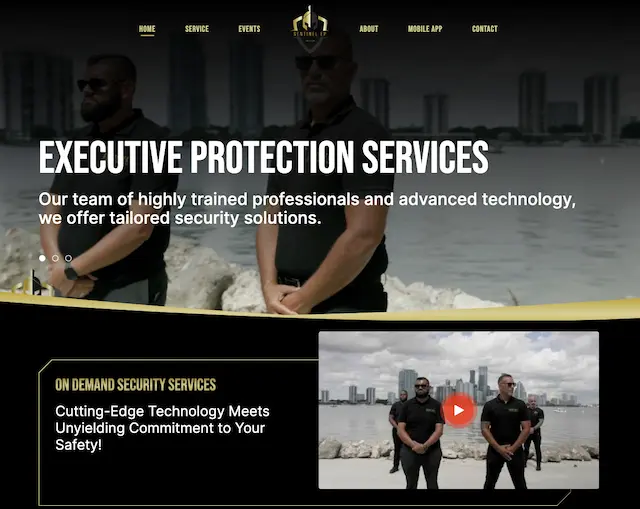 HOME
SERVICE
EVENTS
SENTINEL EP
ABOUT
MOBILE APP
CONTACT
EXECUTIVE PROTECTION SERVICES
Our team of highly trained professionals and advanced technology,
we offer tailored security solutions.
ON DEMAND SECURITY SERVICES
Cutting-Edge Technology Meets
Unyielding Commitment to Your
Safety!